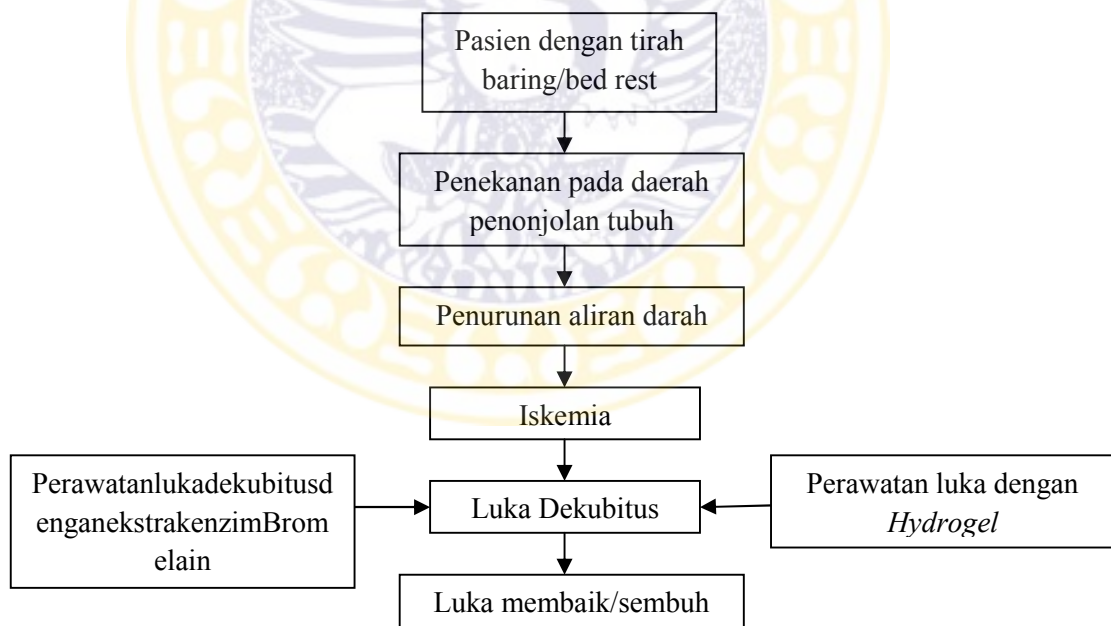 Pasien dengan tirah
baring/bed rest
Penekanan pada daerah
penonjolan tubuh
Penurunan aliran darah
Iskemia
Perawatanlukadekubitusd
enganekstrakenzimBrom
elain
Luka Dekubitus
Perawatan luka dengan
Hydrogel
Luka membaik/sembuh